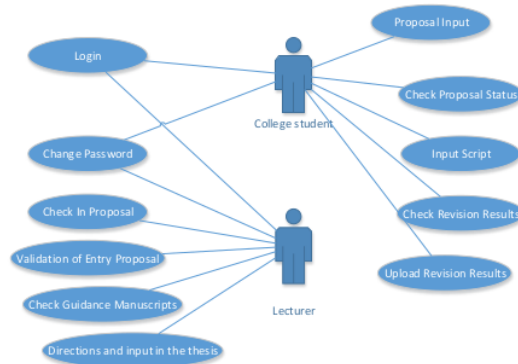 Proposal Input
Login
Check Proposal Status
College student
Change Password
Input Script
Check In Proposal
Check Revision Results
Validation of Entry Proposal
Upload Revision Results
Check Guidance Manuscripts
Lecturer
Directions and input in the thesis